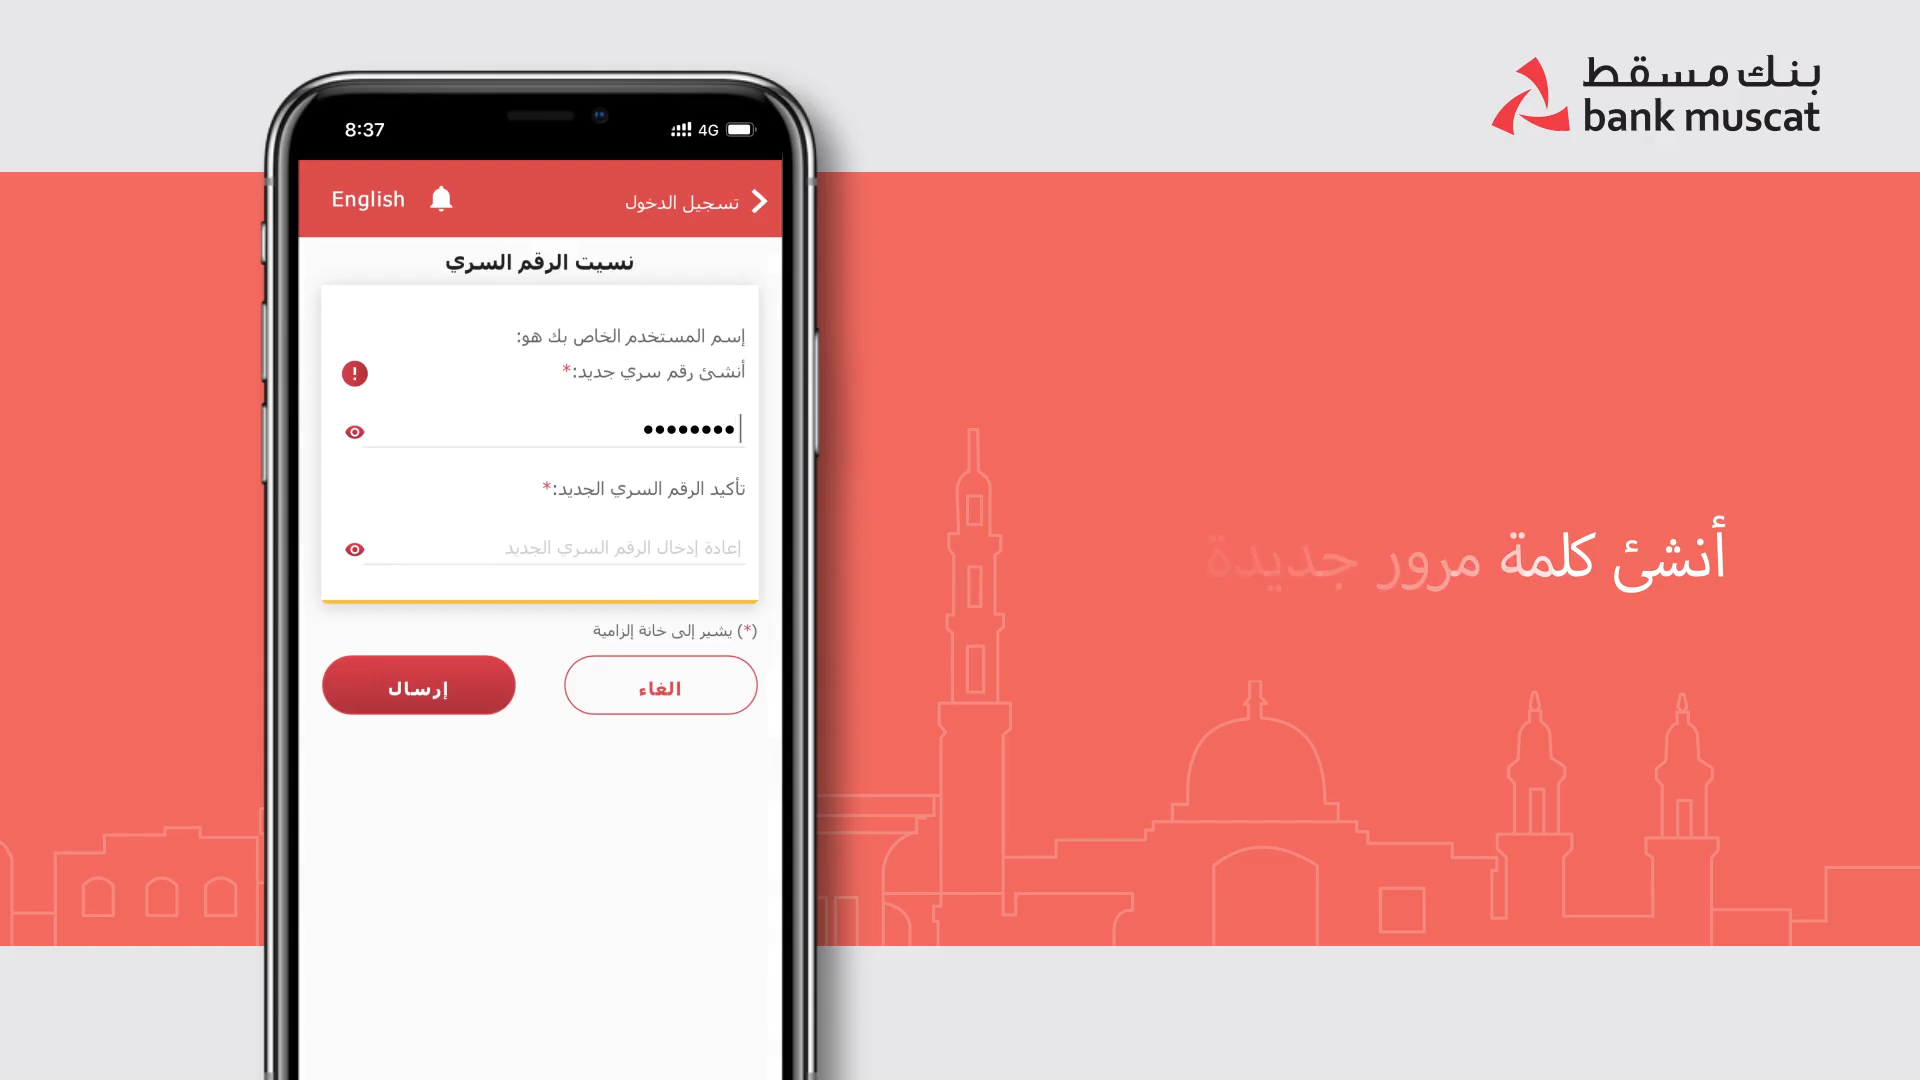 بنك مسقط
bank muscat
8:37
4G
English
تسجيل الدخول
نسيت الرقم السري
إسم المستخدم الخاص بك هو:
أنشئ رقم سري جديد:*
تأكيد الرقم السري الجديد:*
إعادة إدخال الرقم السري الجديد
(*) يشير إلى خانة إلزامية
الغاء
إرسال
أنشئ كلمة مرور جديدة